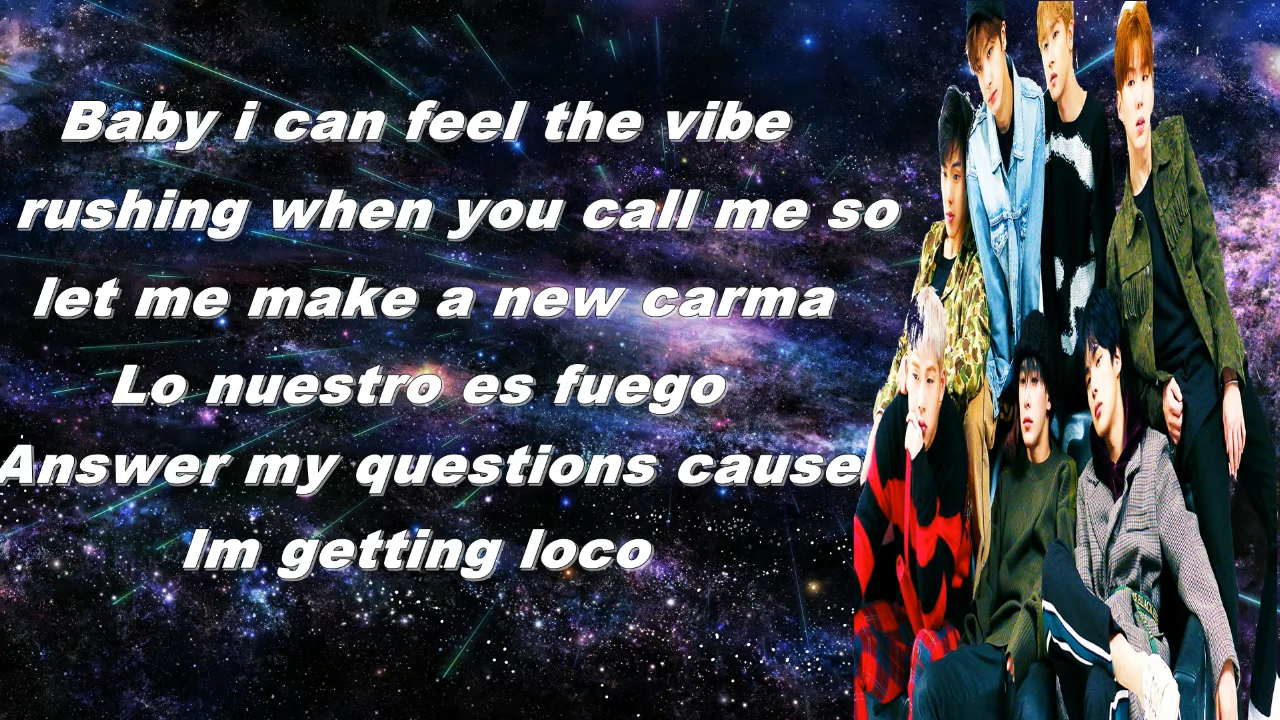 Baby i can feel the vibe
rushing when you call me so
let me make a new carma
Lo nuestro es fuego
Answer my questions cause
Im getting loco